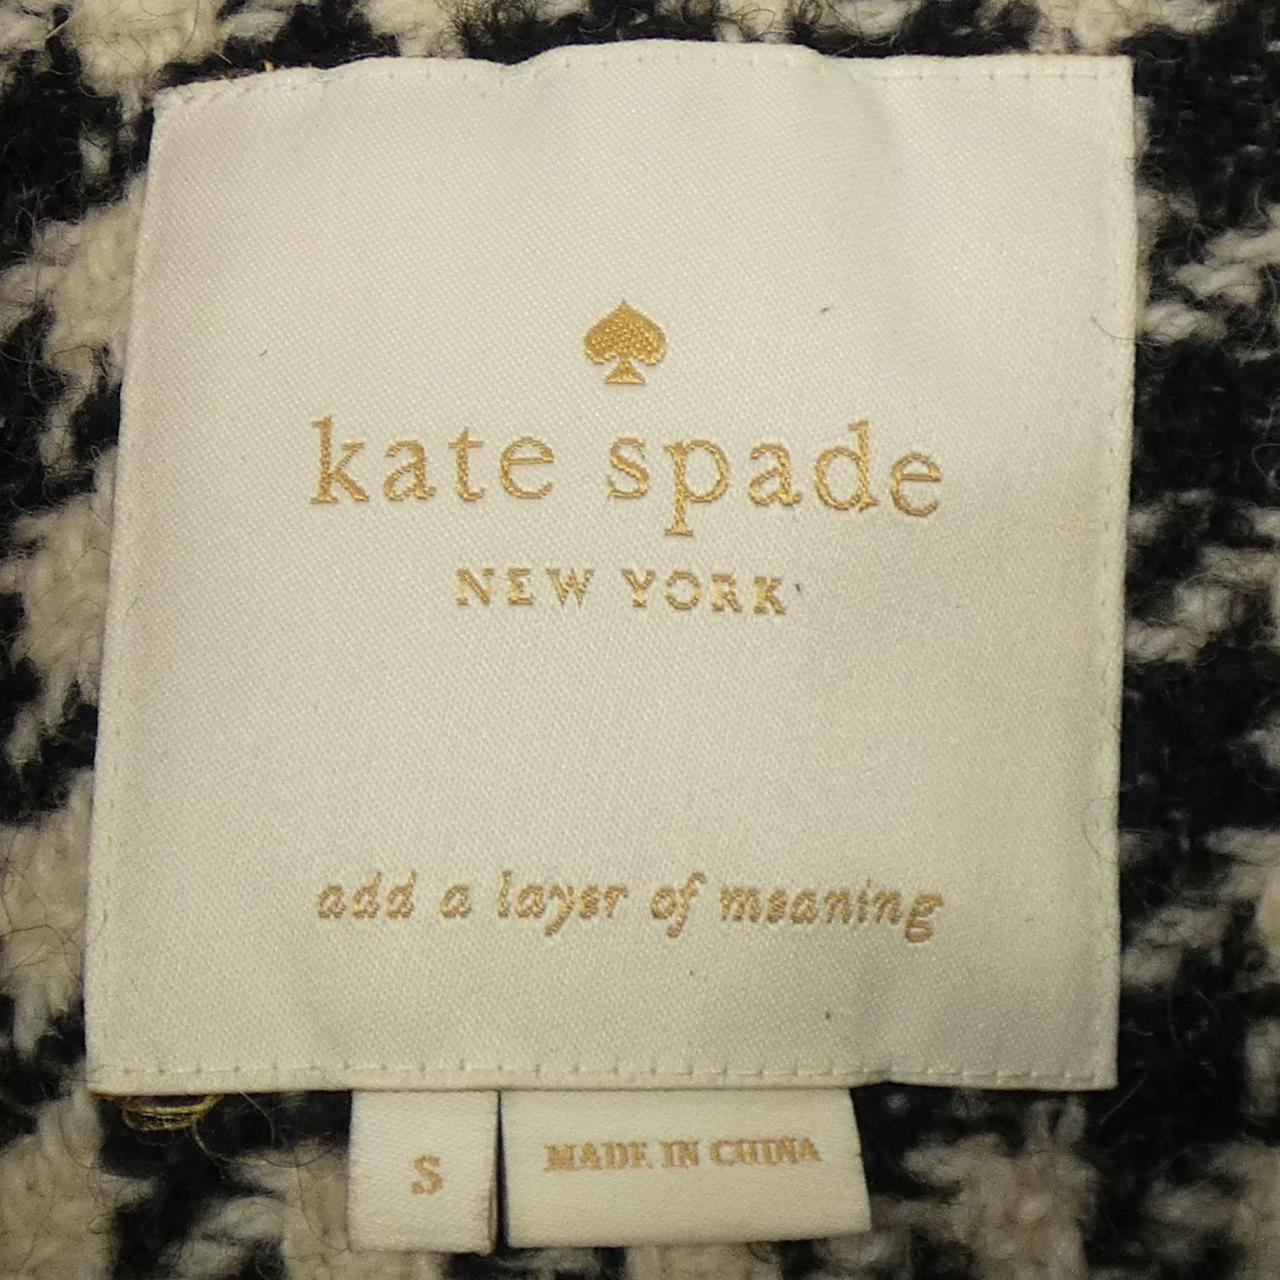 kate spade
NEW YORK
add a layer of meaning
S
MADE IN CHINA